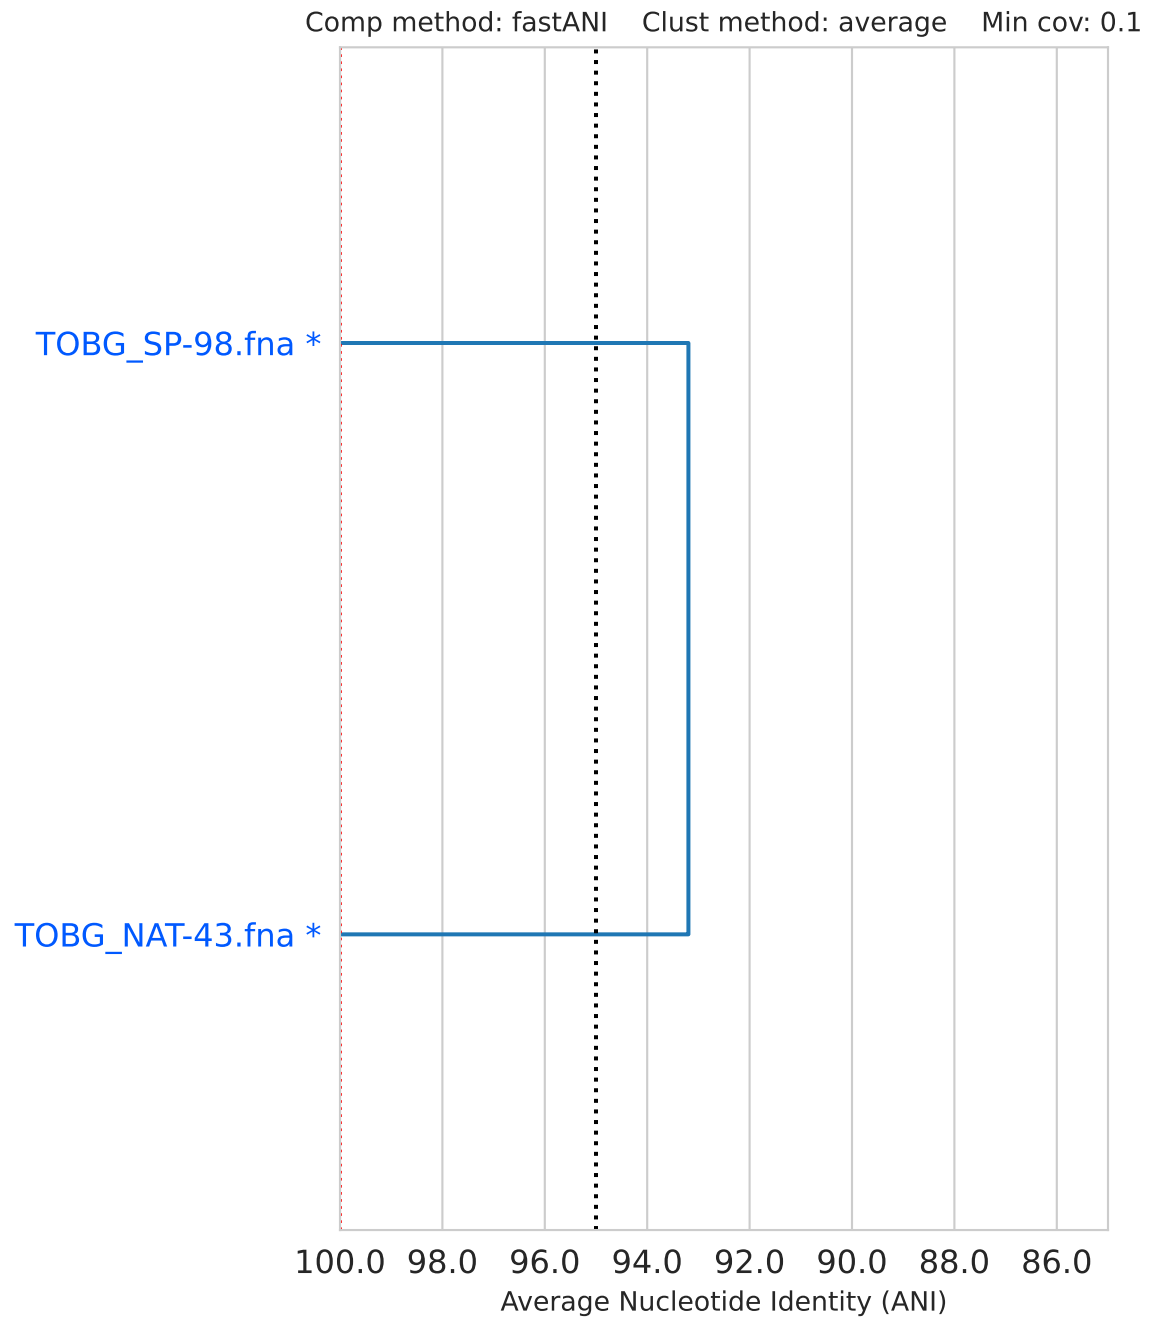 Comp method: fastANI    Clust method: average    Min cov: 0.1
TOBG_SP-98.fna *
TOBG_NAT-43.fna *
100.0 98.0 96.0 94.0 92.0 90.0 88.0 86.0
Average Nucleotide Identity (ANI)